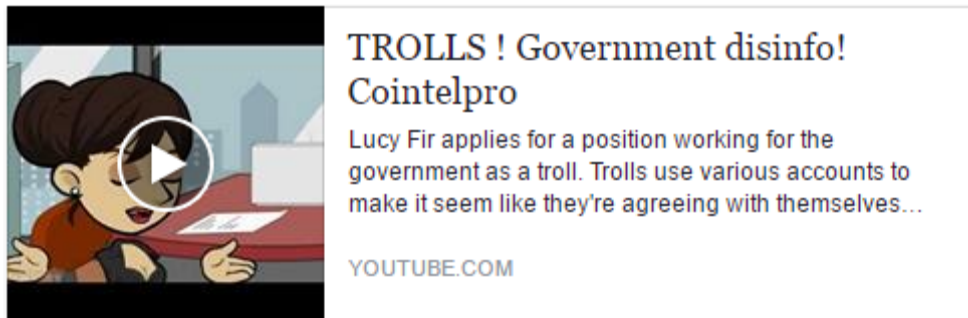 TROLLS ! Government disinfo!
Cointelpro
Lucy Fir applies for a position working for the
government as a troll. Trolls use various accounts to
make it seem like they're agreeing with themselves...
YOUTUBE.COM